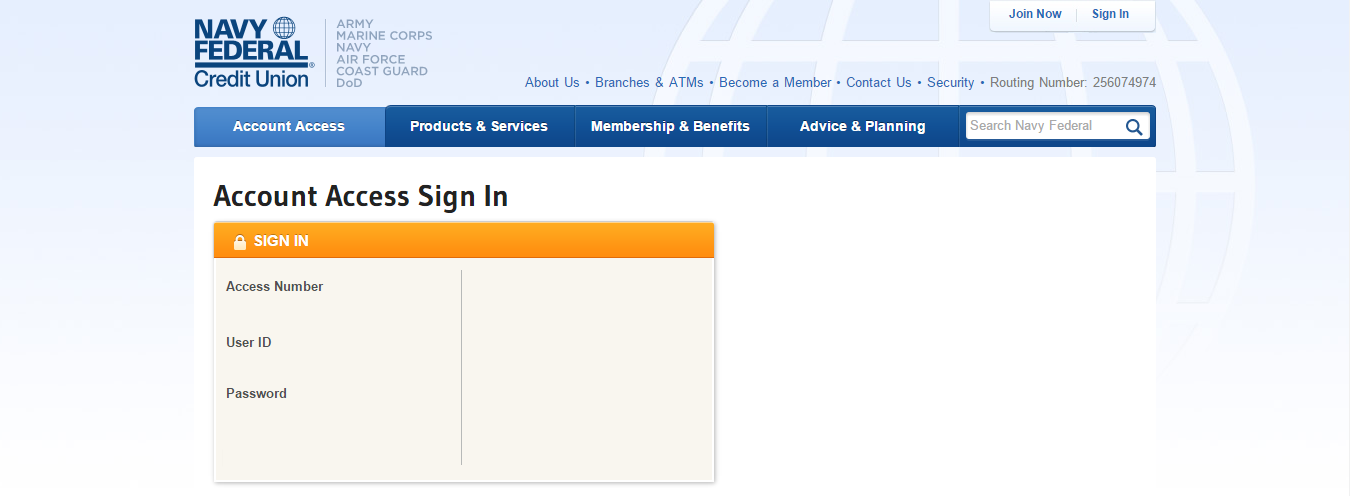 Join Now
Sign In
NAVY
FEDERAL®
Credit Union
ARMY
MARINE CORPS
NAVY
AIR FORCE
COAST GUARD
DoD
About Us • Branches & ATMs • Become a Member • Contact Us • Security • Routing Number: 256074974
Account Access
Products & Services
Membership & Benefits
Advice & Planning
Search Navy Federal
Account Access Sign In
SIGN IN
Access Number
User ID
Password